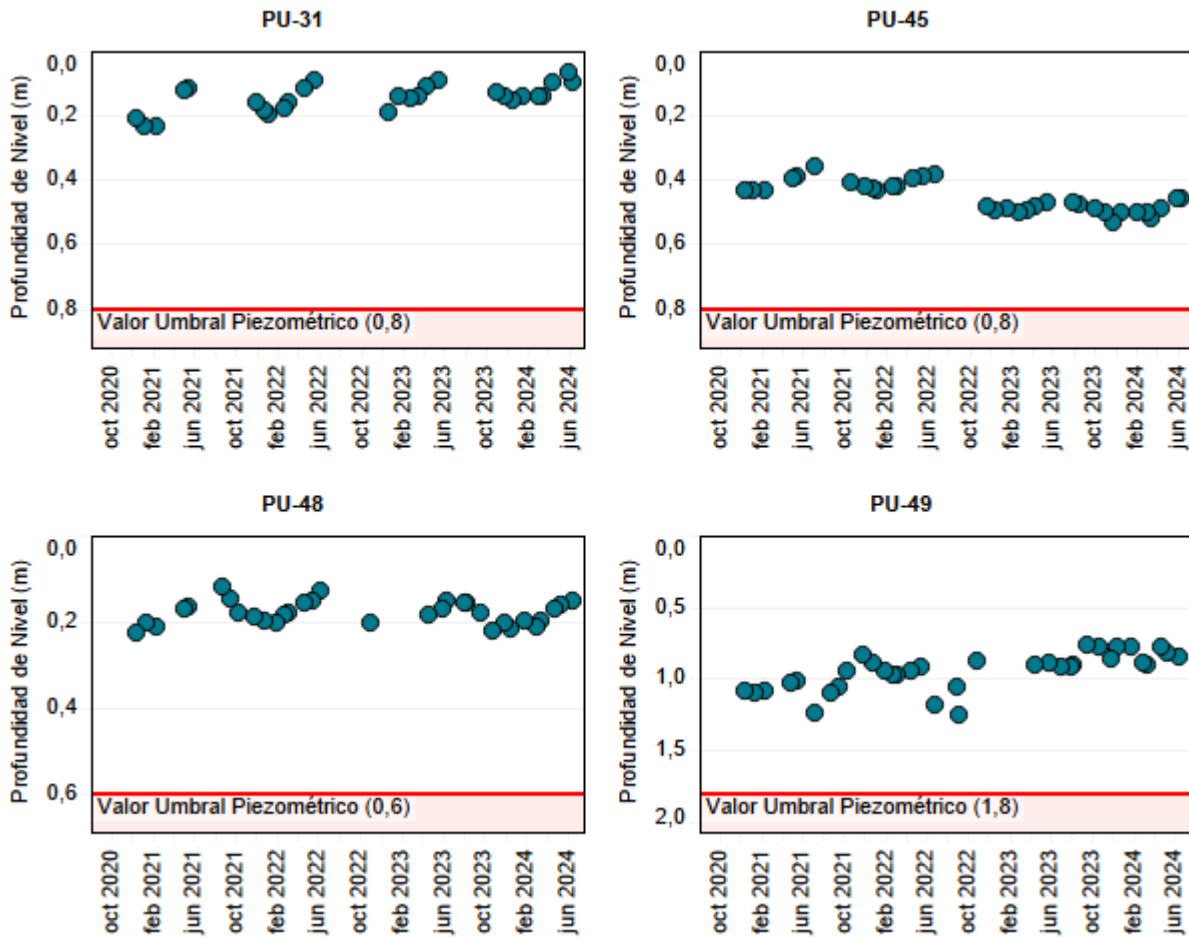 PU-31
Profundidad de Nivel (m)
0,0
0,2
0,4
0,6
0,8
Valor Umbral Piezométrico (0,8)
oct 2020
feb 2021
jun 2021
oct 2021
feb 2022
jun 2022
oct 2022
feb 2023
jun 2023
oct 2023
feb 2024
jun 2024
PU-45
Profundidad de Nivel (m)
0,0
0,2
0,4
0,6
0,8
Valor Umbral Piezométrico (0,8)
oct 2020
feb 2021
jun 2021
oct 2021
feb 2022
jun 2022
oct 2022
feb 2023
jun 2023
oct 2023
feb 2024
jun 2024
PU-48
Profundidad de Nivel (m)
0,0
0,2
0,4
0,6
Valor Umbral Piezométrico (0,6)
oct 2020
feb 2021
jun 2021
oct 2021
feb 2022
jun 2022
oct 2022
feb 2023
jun 2023
oct 2023
feb 2024
jun 2024
PU-49
Profundidad de Nivel (m)
0,0
0,5
1,0
1,5
2,0
Valor Umbral Piezométrico (1,8)
oct 2020
feb 2021
jun 2021
oct 2021
feb 2022
jun 2022
oct 2022
feb 2023
jun 2023
oct 2023
feb 2024
jun 2024